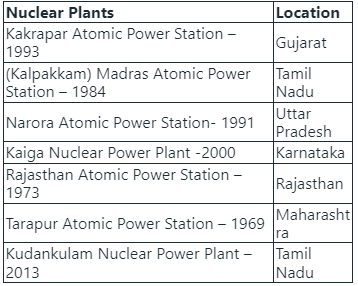 Nuclear Plants Location
Kakrapar Atomic Power Station –
1993
Gujarat
(Kalpakkam) Madras Atomic Power
Station – 1984
Tamil
Nadu
Narora Atomic Power Station- 1991
Uttar
Pradesh
Kaiga Nuclear Power Plant -2000 Karnataka
Rajasthan Atomic Power Station –
1973
Rajasthan
Tarapur Atomic Power Station – 1969
Maharasht
ra
Kudankulam Nuclear Power Plant –
2013
Tamil
Nadu